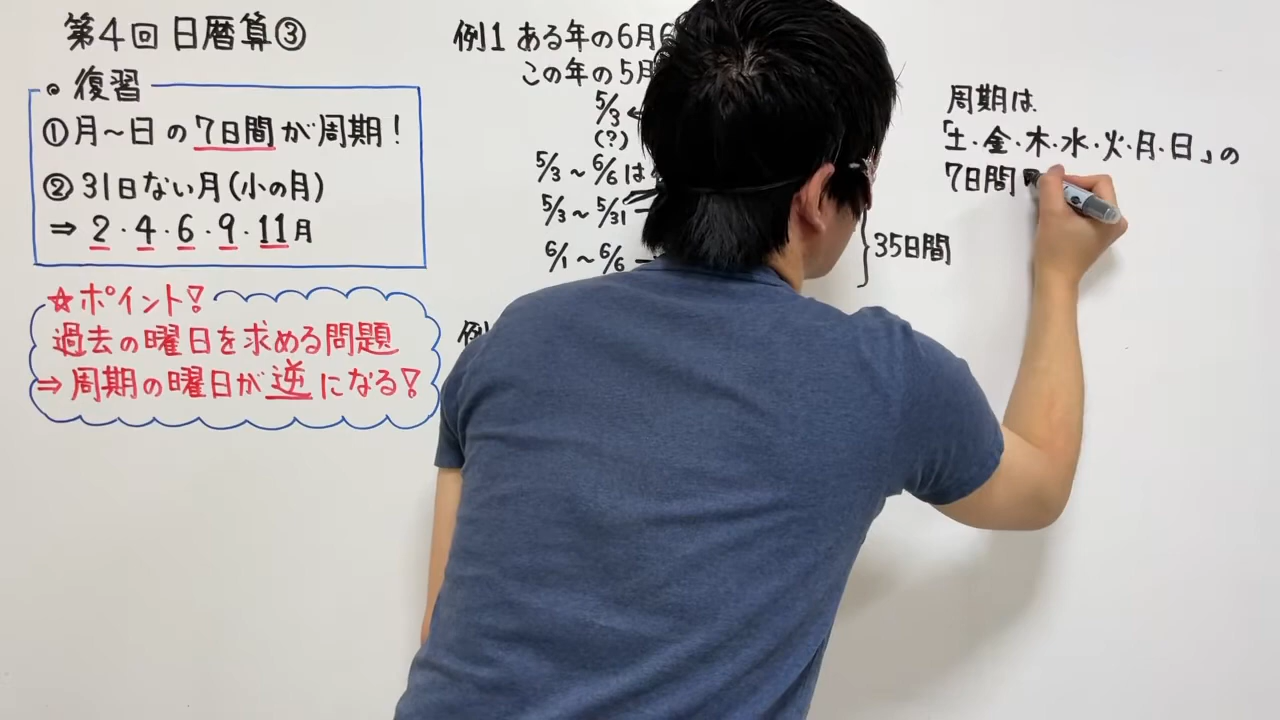 第4回 日暦算③
◦ 復習
①月～日の7日間が周期!
② 31日ない月(小の月)
⇒ 2・4・6・9・11月
☆ポイント!
過去の曜日を求める問題
⇒ 周期の曜日が逆になる!
例1 ある年の6月6
この年の5月
5/3 ←
(?)
5/3～6/6は
5/3～5/31
6/1～6/6
35日間
例
周期は
「土・金・木・水・火・月・日」の
7日間